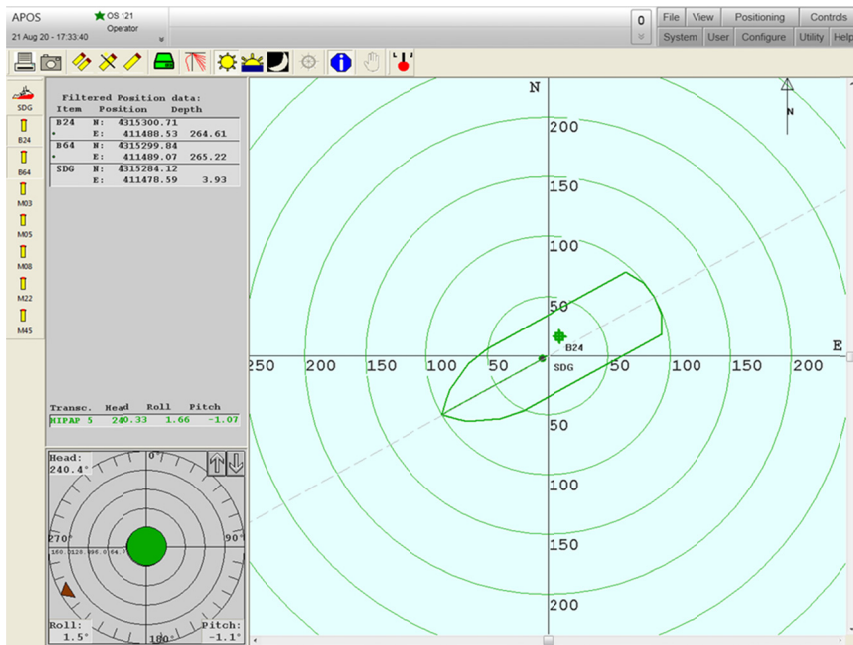 APOS
OS :21
Operator
21 Aug 20 - 17:33:40
0
File View Positioning Controls
System User Configure Utility Help
SDG
B24
B64
M03
M05
M08
M22
M45
Filtered Position data:
Item Position Depth
B24 N: 4315300.71
* E: 411488.53 264.61
B64 N: 4315299.84
* E: 411489.07 265.22
SDG N: 4315284.12
E: 411478.59 3.93
Transc. Head Roll Pitch
HIPAP 5 240.33 1.66 -1.07
Head:
240.4°
0°
270°
90°
180°
Roll:
1.5°
Pitch:
-1.1°
N
N
200
150
100
50
B24
E
250 200 150 100 50 SDG 50 100 150 200
50
100
150
200